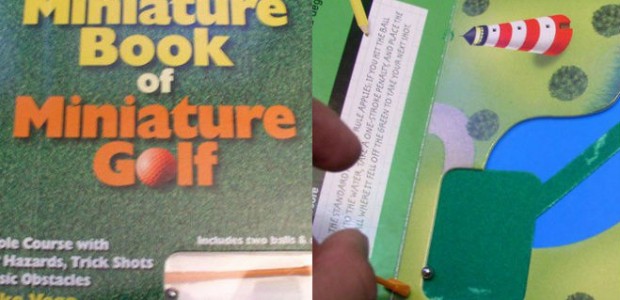 Miniature
Book
of
Miniature
Golf
ole Course with
Hazards, Trick Shots
sic Obstacles
Includes two balls &
THE STANDARD RULE APPLIES: IF YOU HIT THE BALL
TO THE WATER, TAKE A ONE-STROKE PENALTY AND PLACE THE
ALL WHERE IT FELL OFF THE GREEN TO TAKE YOUR NEXT SHOT.